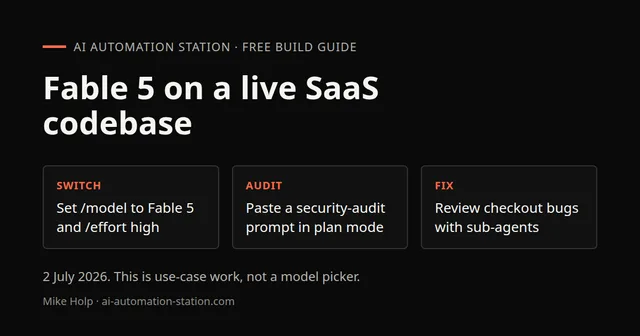 AI AUTOMATION STATION · FREE BUILD GUIDE
Fable 5 on a live SaaS
codebase
SWITCH
Set /model to Fable 5
and /effort high
AUDIT
Paste a security-audit
prompt in plan mode
FIX
Review checkout bugs
with sub-agents
2 July 2026. This is use-case work, not a model picker.
Mike Holp · ai-automation-station.com